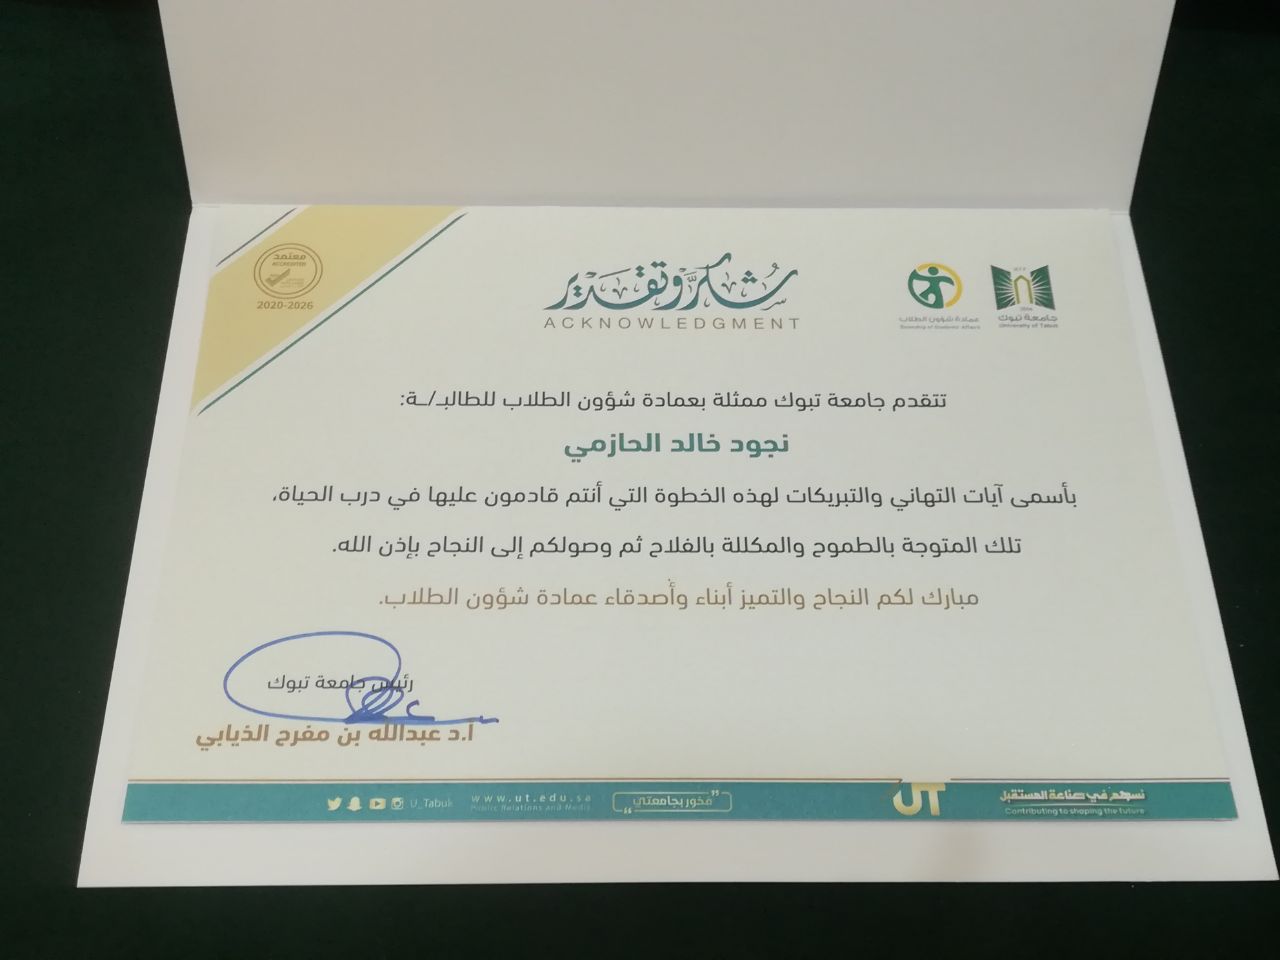 معتمد
ACCREDITED
2020-2026
شكر وتقدير
ACKNOWLEDGMENT
عمادة شؤون الطلاب
Deanship of Students' Affairs
جامعة تبوك
University of Tabuk
تتقدم جامعة تبوك ممثلة بعمادة شؤون الطلاب للطالبـ/ـة:
نجود خالد الحازمي
بأسمى آيات التهاني والتبريكات لهذه الخطوة التي أنتم قادمون عليها في درب الحياة،
تلك المتوجة بالطموح والمكللة بالفلاح ثم وصولكم إلى النجاح بإذن الله.
مبارك لكم النجاح والتميز أبناء وأصدقاء عمادة شؤون الطلاب.
رئيس جامعة تبوك
أ.د عبدالله بن مفرح الذيابي
U_Tabuk
www.ut.edu.sa
Public Relations and Media
"فخور بجامعتي"
UT
نسهم في صناعة المستقبل
Contributing to shaping the future